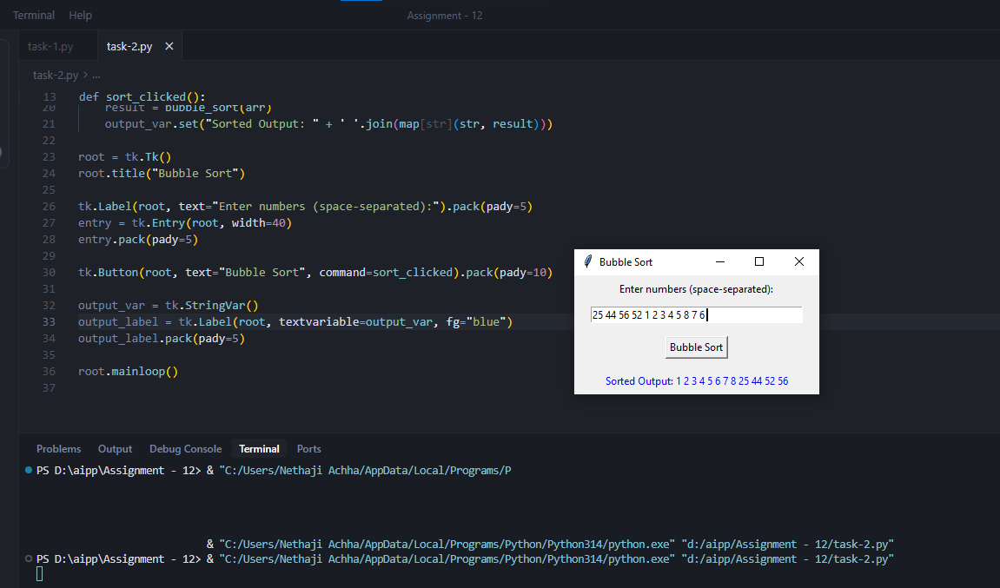 Terminal Help Assignment - 12
task-1.py task-2.py ×
task-2.py > ...
13 def sort_clicked():
20 result = bubble_sort(arr)
21 output_var.set("Sorted Output: " + ' '.join(map[str](str, result)))
22
23 root = tk.Tk()
24 root.title("Bubble Sort")
25
26 tk.Label(root, text="Enter numbers (space-separated):").pack(pady=5)
27 entry = tk.Entry(root, width=40)
28 entry.pack(pady=5)
29
30 tk.Button(root, text="Bubble Sort", command=sort_clicked).pack(pady=10)
31
32 output_var = tk.StringVar()
33 output_label = tk.Label(root, textvariable=output_var, fg="blue")
34 output_label.pack(pady=5)
35
36 root.mainloop()
37
Bubble Sort
Enter numbers (space-separated):
25 44 56 52 1 2 3 4 5 8 7 6
Bubble Sort
Sorted Output: 1 2 3 4 5 6 7 8 25 44 52 56
Problems Output Debug Console Terminal Ports
PS D:\aipp\Assignment - 12> & "C:/Users/Nethaji Achha/AppData/Local/Programs/P
& "C:/Users/Nethaji Achha/AppData/Local/Programs/Python/Python314/python.exe" "d:/aipp/Assignment - 12/task-2.py"
PS D:\aipp\Assignment - 12> & "C:/Users/Nethaji Achha/AppData/Local/Programs/Python/Python314/python.exe" "d:/aipp/Assignment - 12/task-2.py"